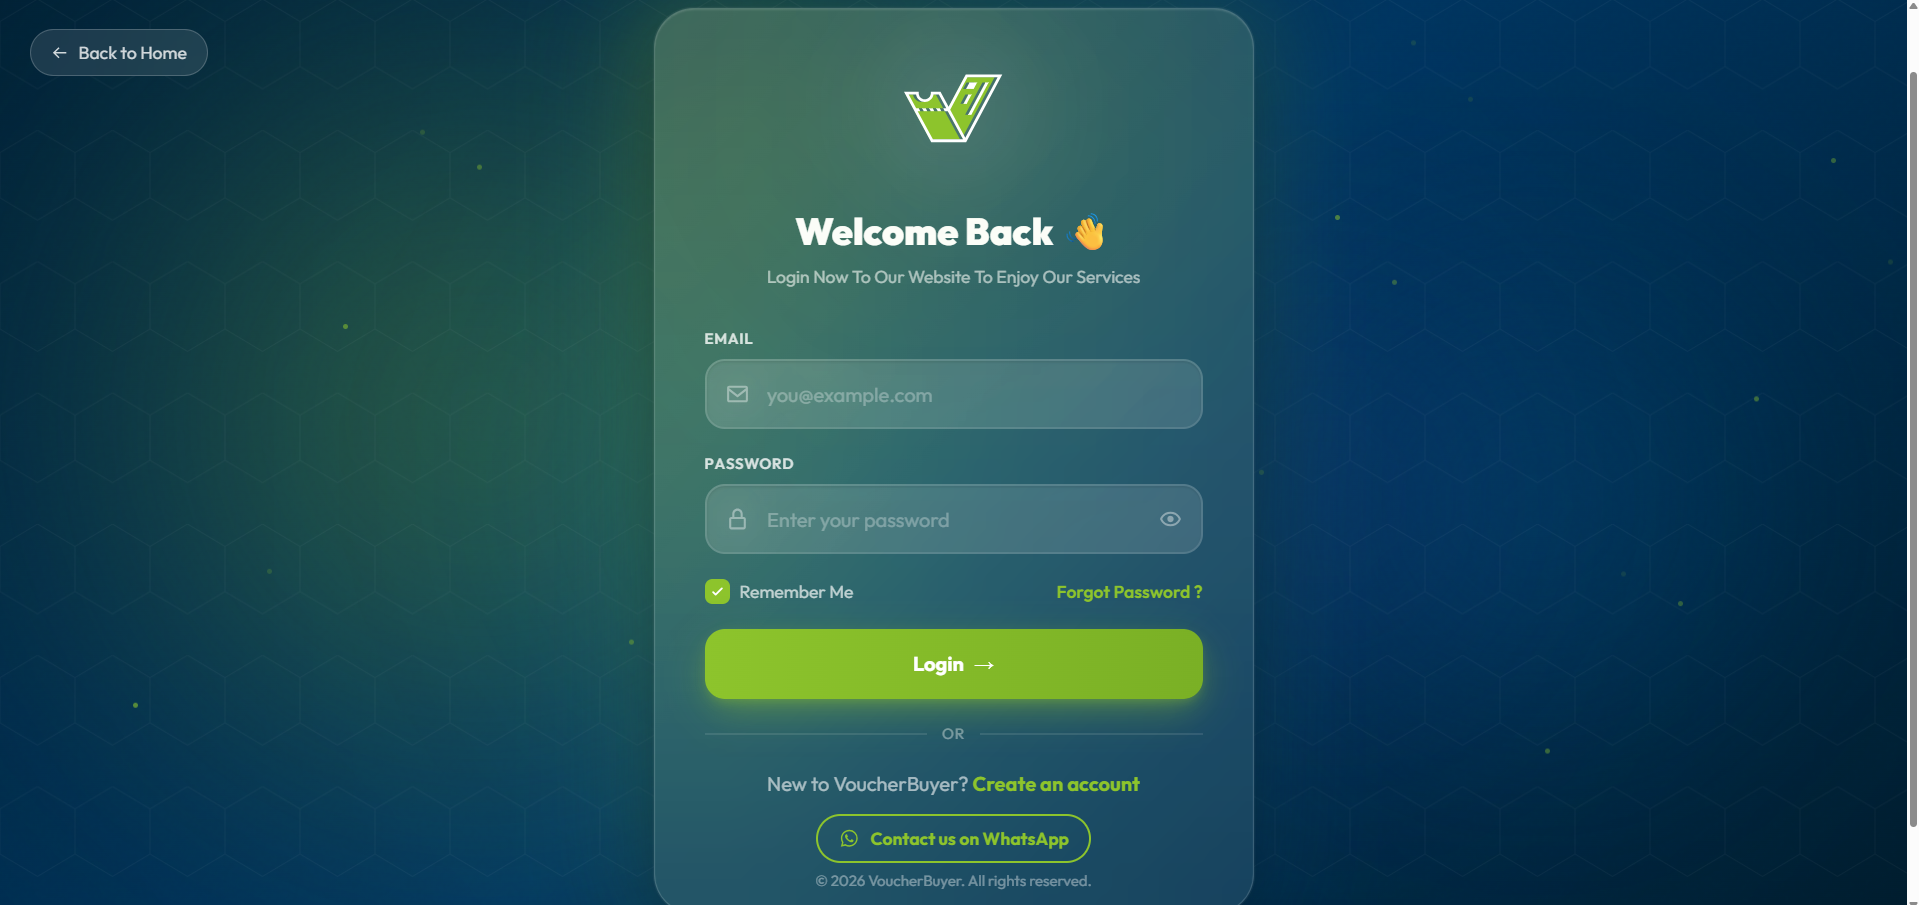 Back to Home
Welcome Back 👋
Login Now To Our Website To Enjoy Our Services
EMAIL
you@example.com
PASSWORD
Enter your password
Remember Me
Forgot Password ?
Login →
OR
New to VoucherBuyer? Create an account
Contact us on WhatsApp
© 2026 VoucherBuyer. All rights reserved.